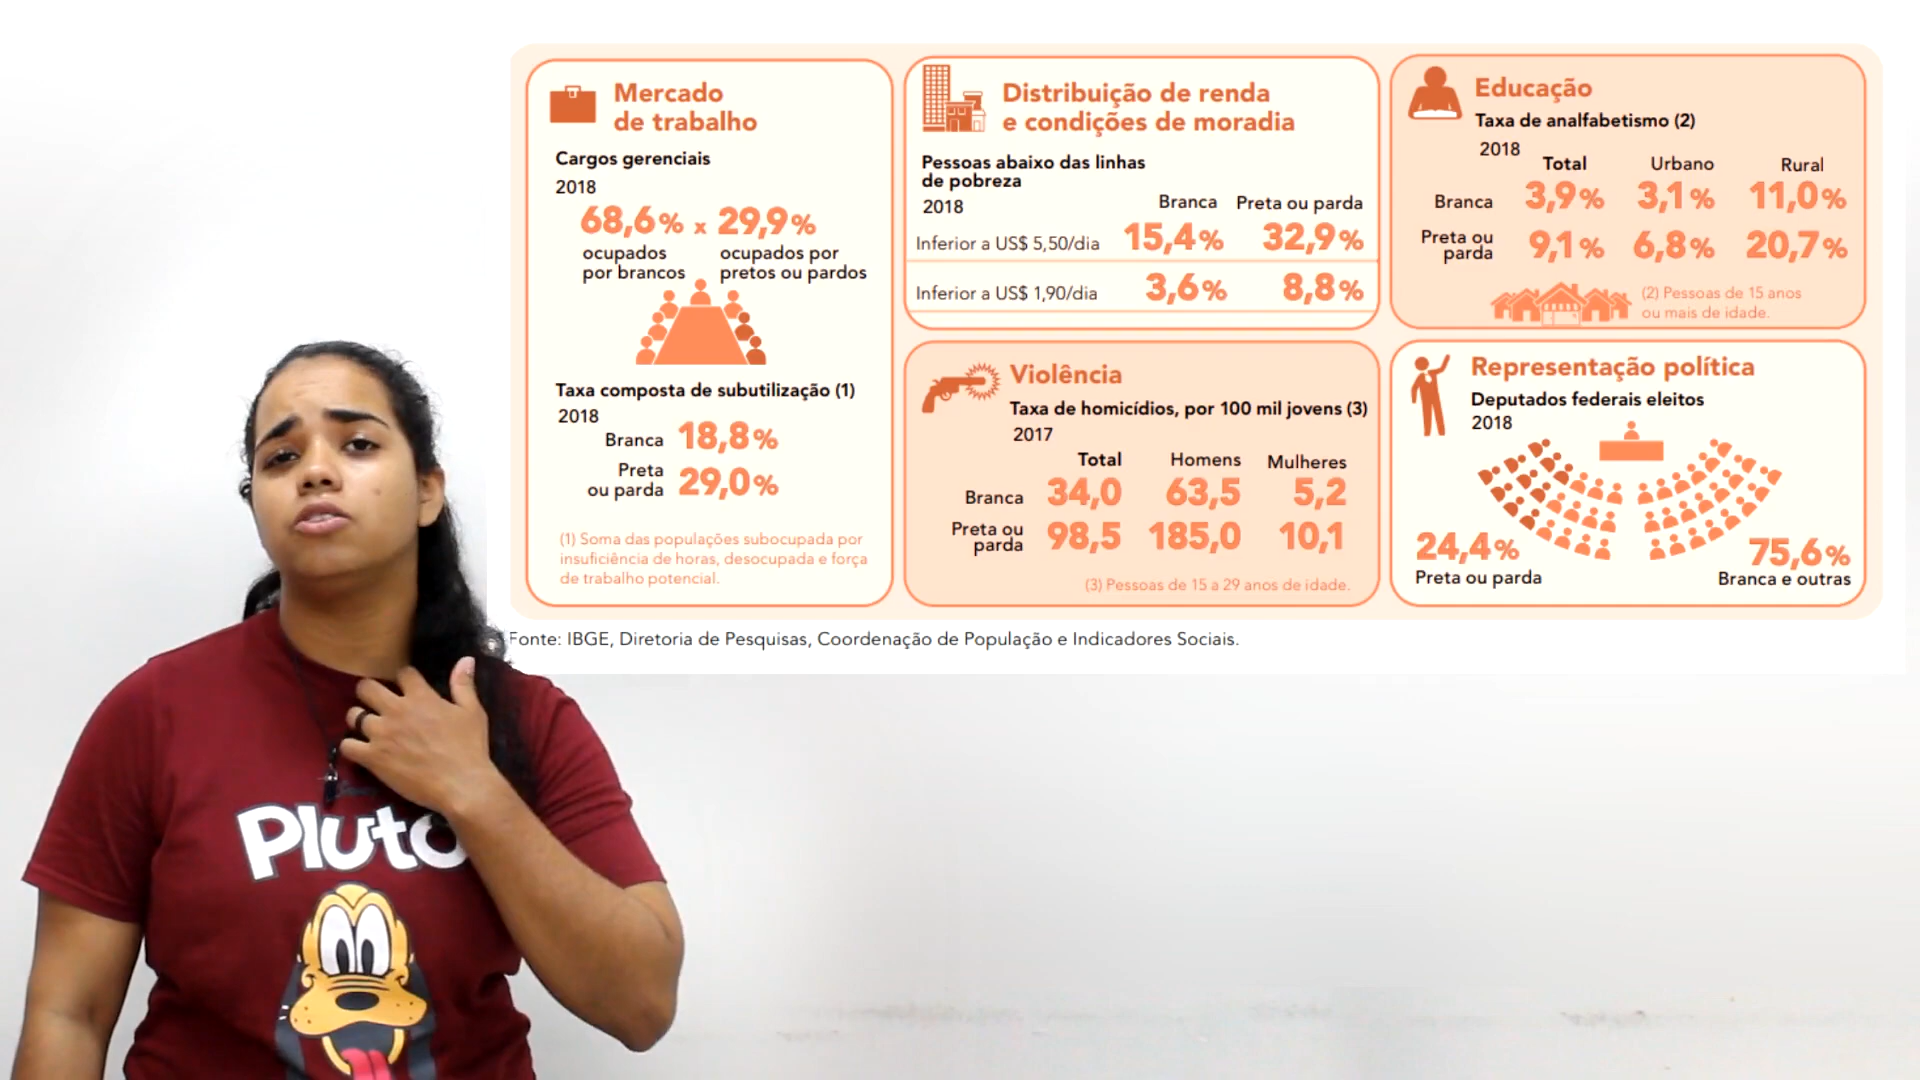 Mercado
de trabalho
Cargos gerenciais
2018
68,6% x 29,9%
ocupados
por brancos
ocupados por
pretos ou pardos
Taxa composta de subutilização (1)
2018
Branca 18,8%
Preta
ou parda 29,0%
(1) Soma das populações subocupada por
insuficiência de horas, desocupada e força
de trabalho potencial.
Distribuição de renda
e condições de moradia
Pessoas abaixo das linhas
de pobreza
2018
Branca Preta ou parda
Inferior a US$ 5,50/dia 15,4% 32,9%
Inferior a US$ 1,90/dia 3,6% 8,8%
Violência
Taxa de homicídios, por 100 mil jovens (3)
2017
Total Homens Mulheres
Branca 34,0 63,5 5,2
Preta ou
parda 98,5 185,0 10,1
(3) Pessoas de 15 a 29 anos de idade.
Educação
Taxa de analfabetismo (2)
2018
Total Urbano Rural
Branca 3,9% 3,1% 11,0%
Preta ou
parda 9,1% 6,8% 20,7%
(2) Pessoas de 15 anos
ou mais de idade.
Representação política
Deputados federais eleitos
2018
24,4%
Preta ou parda
75,6%
Branca e outras
Fonte: IBGE, Diretoria de Pesquisas, Coordenação de População e Indicadores Sociais.
Pluto